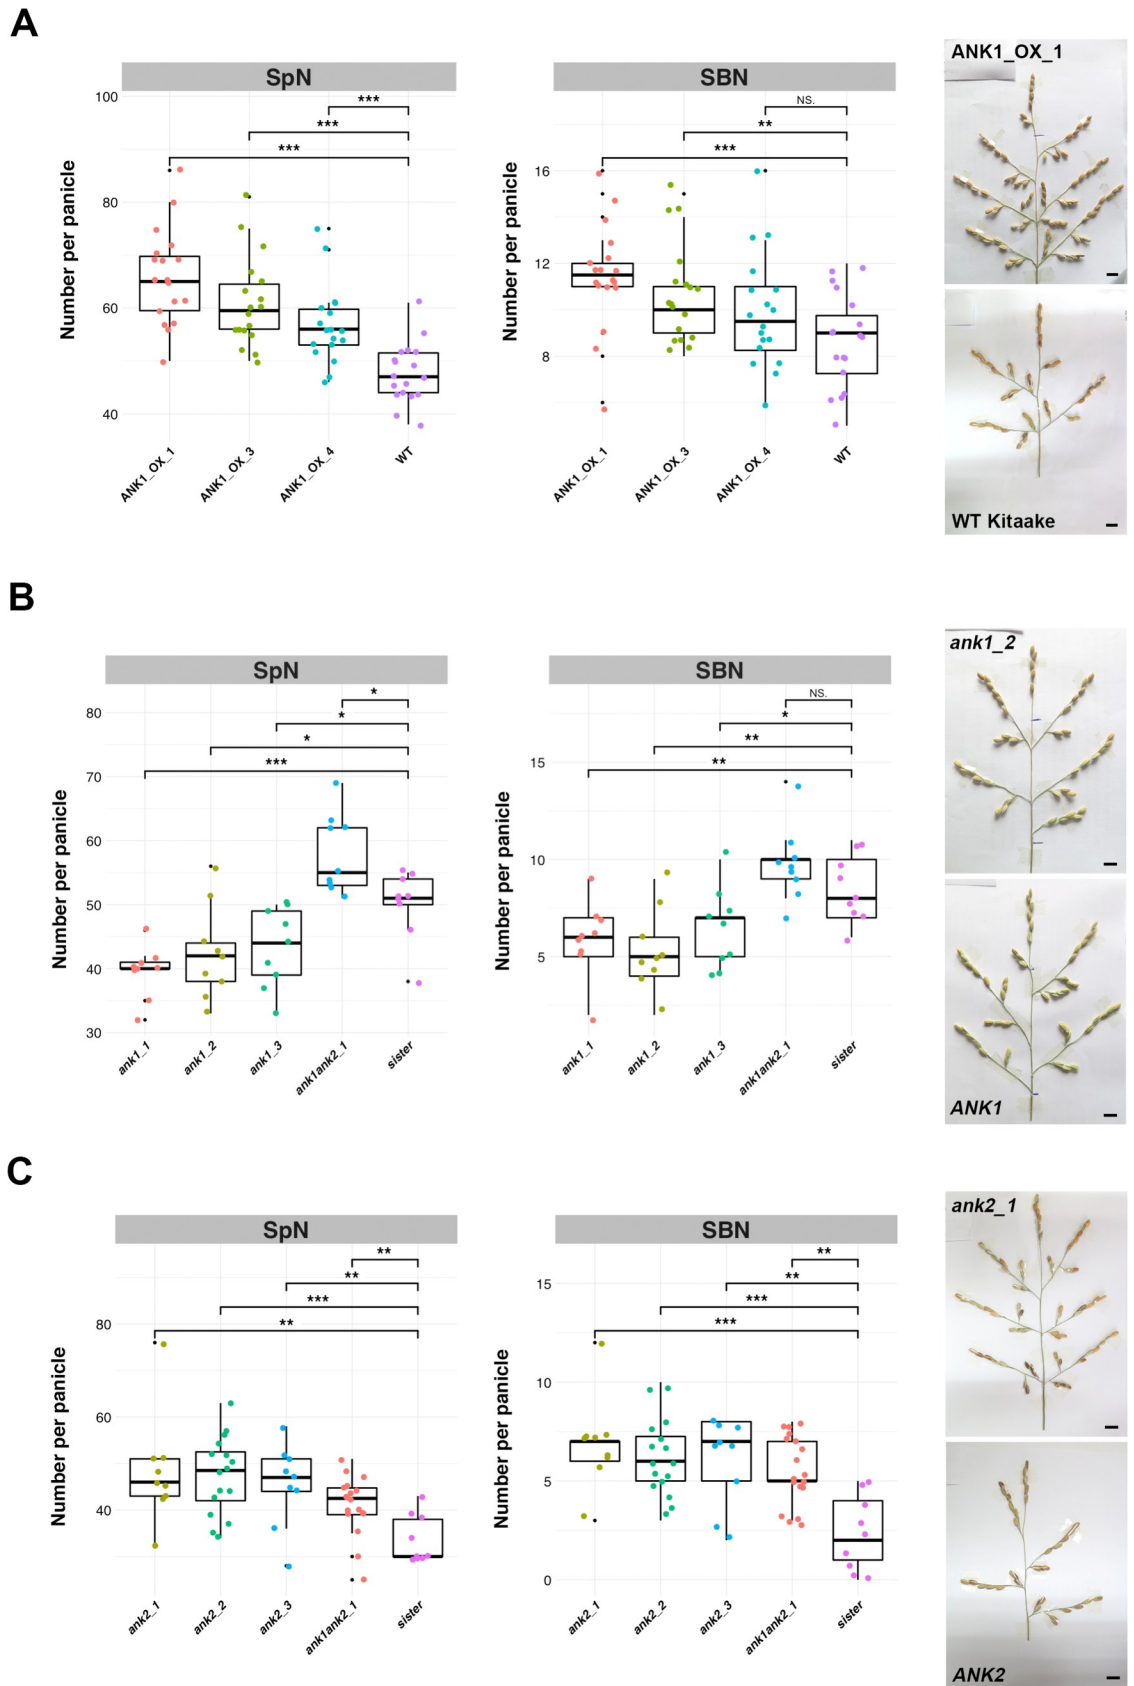 A
SpN
SBN
ANK1_OX_1
Number per panicle
100
80
60
40
***
***
***
ANK1_OX_1
ANK1_OX_3
ANK1_OX_4
WT
Number per panicle
16
12
8
NS.
**
***
ANK1_OX_1
ANK1_OX_3
ANK1_OX_4
WT
WT Kitaake
B
SpN
SBN
ank1_2
Number per panicle
80
70
60
50
40
30
*
*
*
***
ank1_1
ank1_2
ank1_3
ank1ank2_1
sister
Number per panicle
15
10
5
NS.
*
**
**
ank1_1
ank1_2
ank1_3
ank1ank2_1
sister
ANK1
C
SpN
SBN
ank2_1
Number per panicle
80
60
40
**
**
***
**
ank2_1
ank2_2
ank2_3
ank1ank2_1
sister
Number per panicle
15
10
5
0
**
**
***
***
ank2_1
ank2_2
ank2_3
ank1ank2_1
sister
ANK2